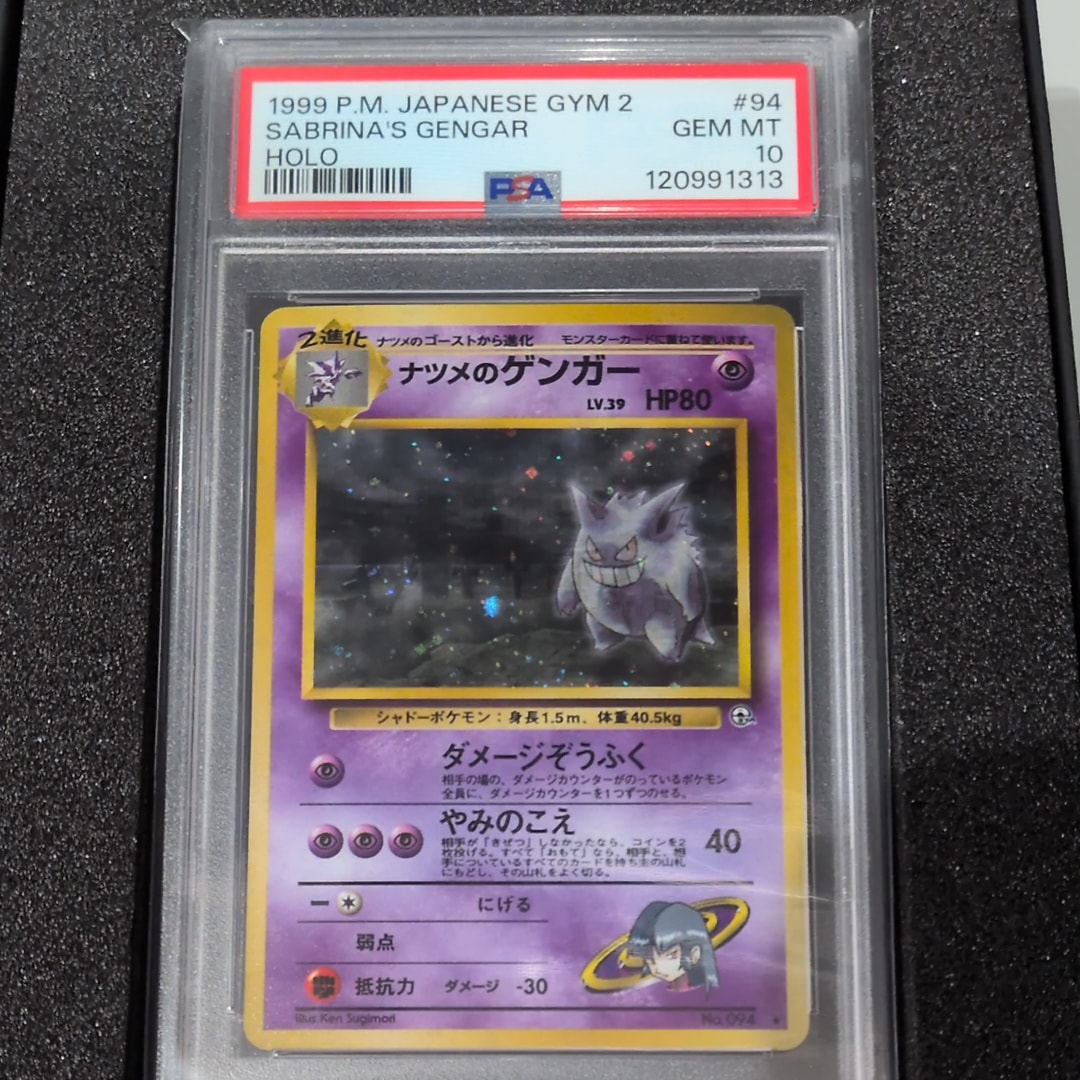 1999 P.M. JAPANESE GYM 2 #94
SABRINA'S GENGAR GEM MT
HOLO 10
PSA 120991313
2進化 ナツメのゴーストから進化 モンスターカードに重ねて使います。
ナツメのゲンガー
LV.39 HP80
シャドーポケモン：身長1.5m、体重40.5kg
ダメージぞうふく
相手の場の、ダメージカウンターがのっているポケモン
全員に、ダメージカウンターを1つずつのせる。
やみのこえ
相手が「きぜつ」しなかったなら、コインを2
枚投げる。すべて「おもて」なら、相手と、相
手についているすべてのカードを持ち主の山札
にもどし、その山札をよく切る。
40
にげる
弱点
抵抗力 ダメージ -30
Illus. Ken Sugimori No. 094 ★